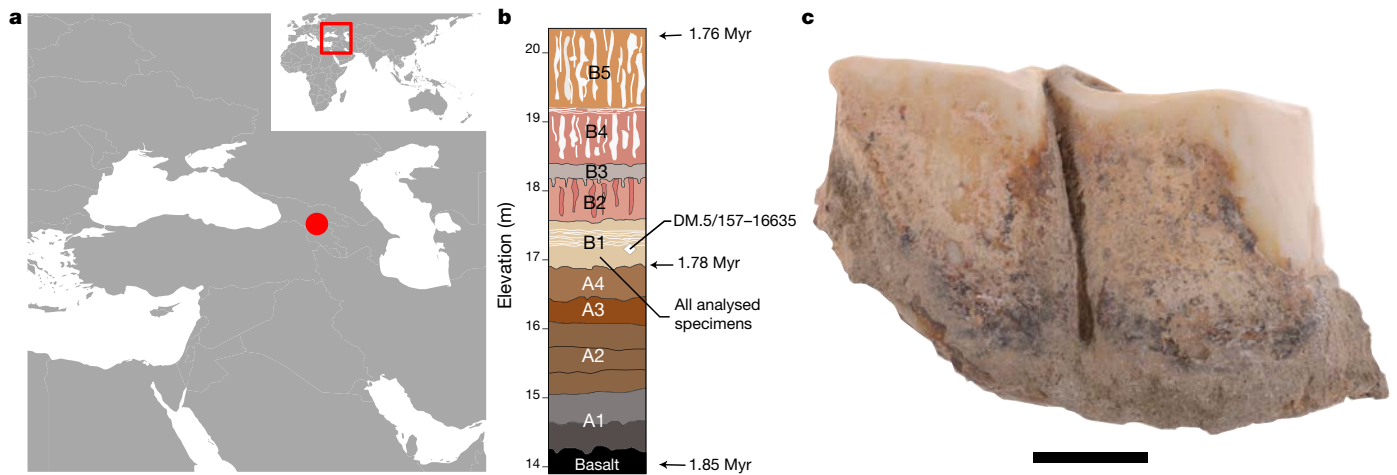 a
b
c
1.76 Myr
20
B5
19
B4
B3
18
B2
DM.5/157–16635
B1
17
1.78 Myr
A4
All analysed
specimens
A3
16
A2
15
A1
14
Basalt
1.85 Myr
Elevation (m)